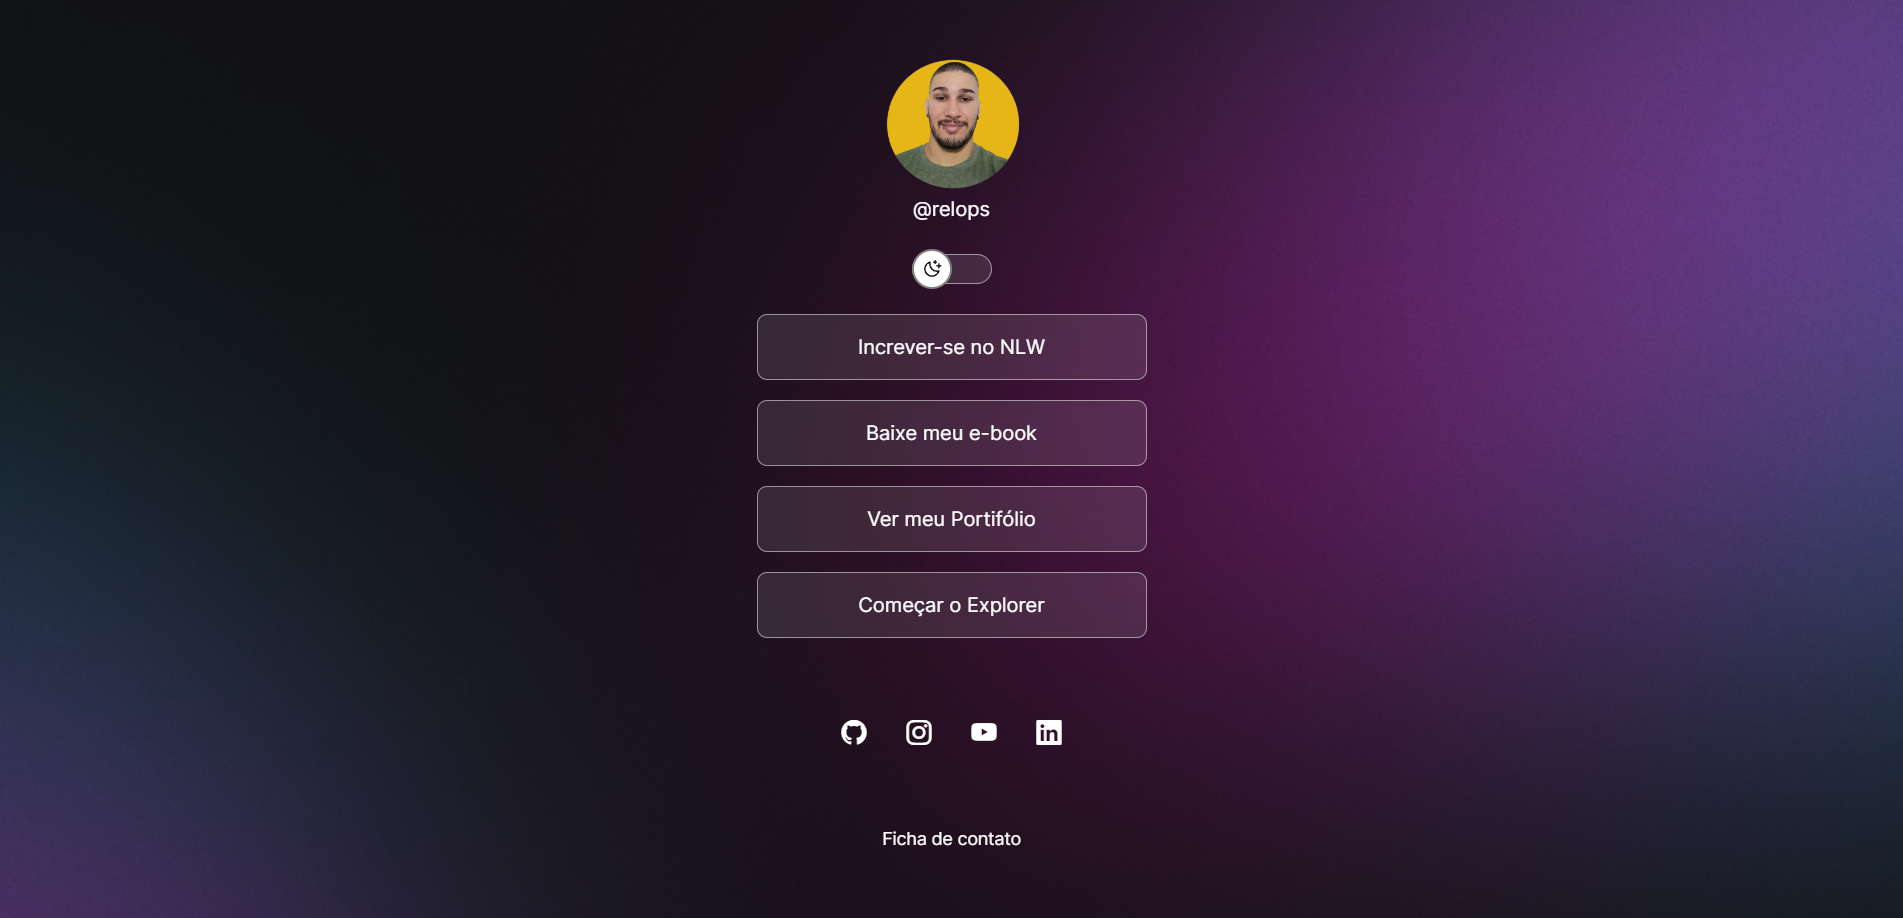 @relops
Increver-se no NLW
Baixe meu e-book
Ver meu Portifólio
Começar o Explorer
Ficha de contato